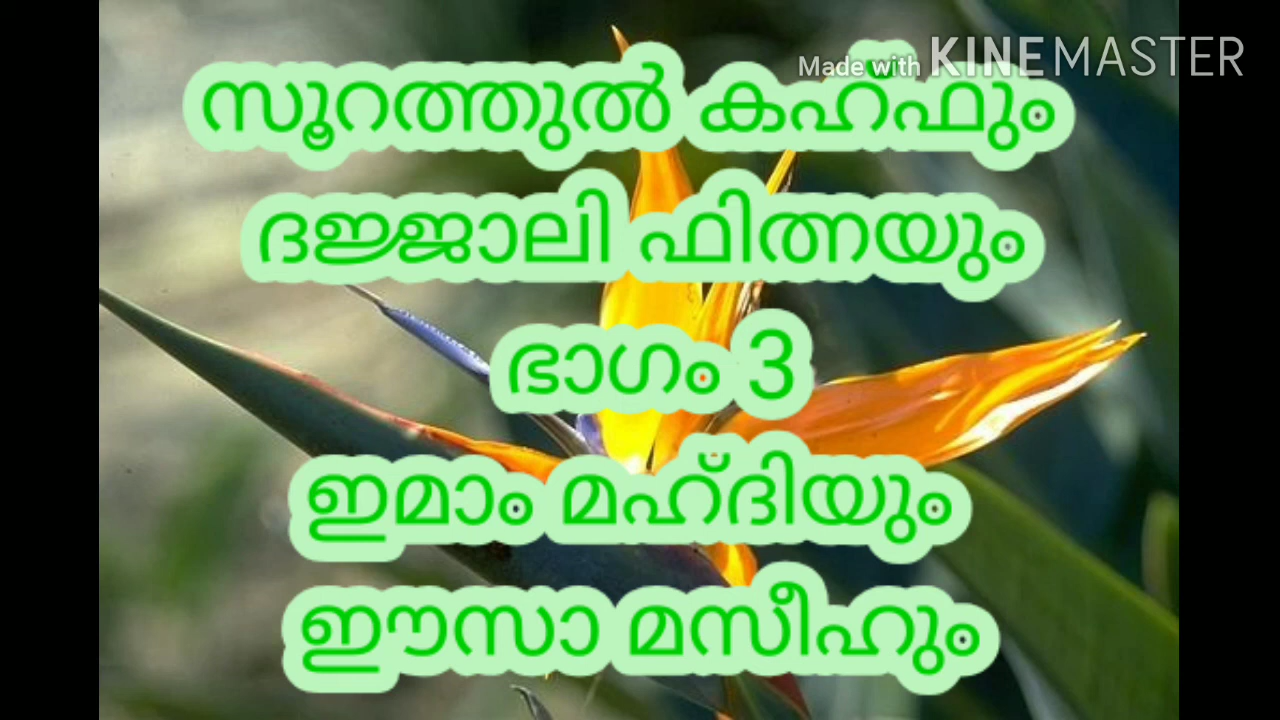 Made with KINEMASTER
സൂറത്തുൽ കഹ്ഫും
ദജ്ജാലി ഫിത്നയും
ഭാഗം 3
ഇമാം മഹ്ദിയും
ഈസാ മസീഹും